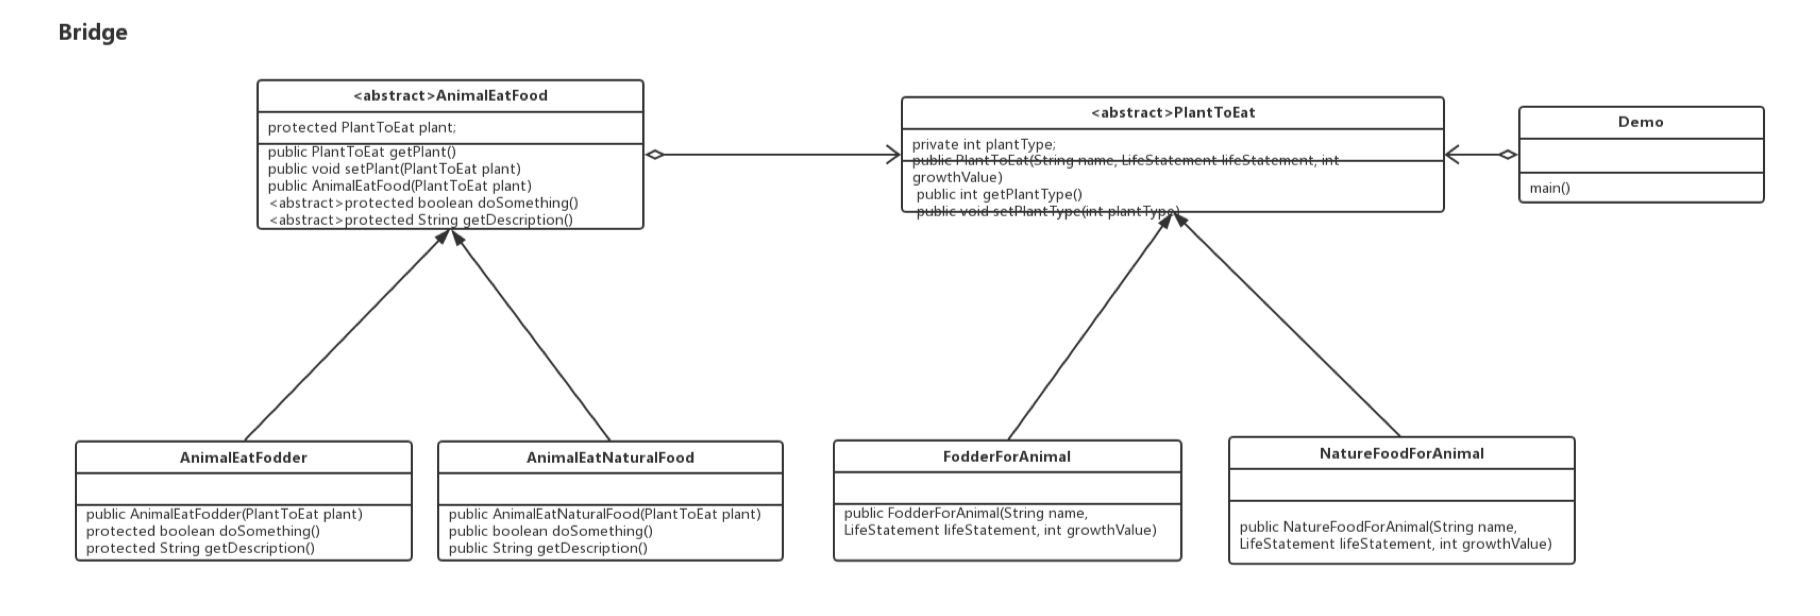 Bridge
<abstract>AnimalEatFood
protected PlantToEat plant;
public PlantToEat getPlant()
public void setPlant(PlantToEat plant)
public AnimalEatFood(PlantToEat plant)
<abstract>protected boolean doSomething()
<abstract>protected String getDescription()
<abstract>PlantToEat
private int plantType;
public PlantToEat(String name, LifeStatement lifeStatement, int
growthValue)
public int getPlantType()
public void setPlantType(int plantType)
Demo
main()
AnimalEatFodder
public AnimalEatFodder(PlantToEat plant)
protected boolean doSomething()
protected String getDescription()
AnimalEatNaturalFood
public AnimalEatNaturalFood(PlantToEat plant)
public boolean doSomething()
public String getDescription()
FodderForAnimal
public FodderForAnimal(String name,
LifeStatement lifeStatement, int growthValue)
NatureFoodForAnimal
public NatureFoodForAnimal(String name,
LifeStatement lifeStatement, int growthValue)